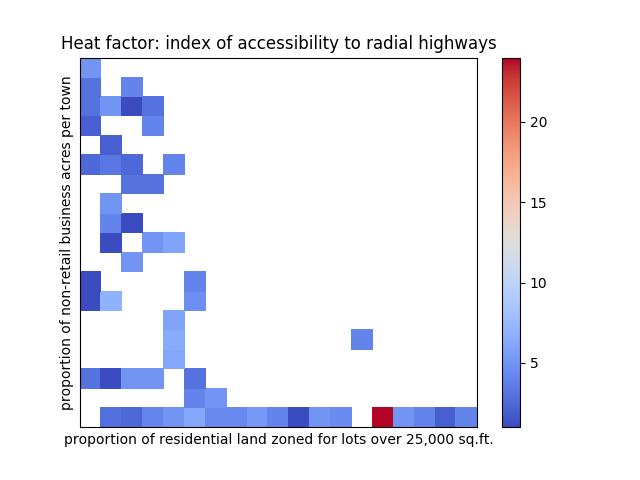 Heat factor: index of accessibility to radial highways
proportion of non-retail business acres per town
20
15
10
5
proportion of residential land zoned for lots over 25,000 sq.ft.